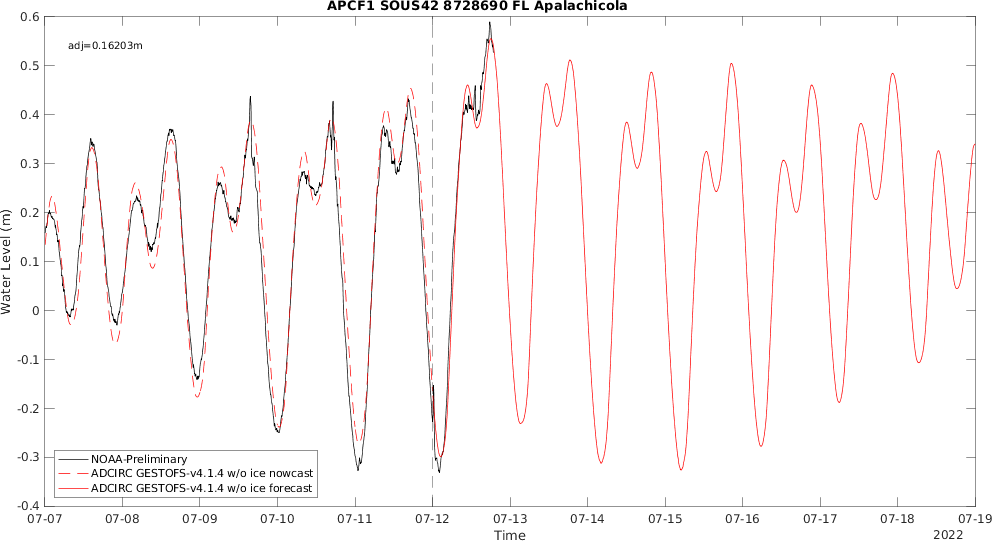 APCF1 SOUS42 8728690 FL Apalachicola
adj=0.16203m
0.6
0.5
0.4
0.3
0.2
0.1
0
-0.1
-0.2
-0.3
-0.4
Water Level (m)
NOAA-Preliminary
ADCIRC GESTOFS-v4.1.4 w/o ice nowcast
ADCIRC GESTOFS-v4.1.4 w/o ice forecast
07-07 07-08 07-09 07-10 07-11 07-12 07-13 07-14 07-15 07-16 07-17 07-18 07-19
Time
2022